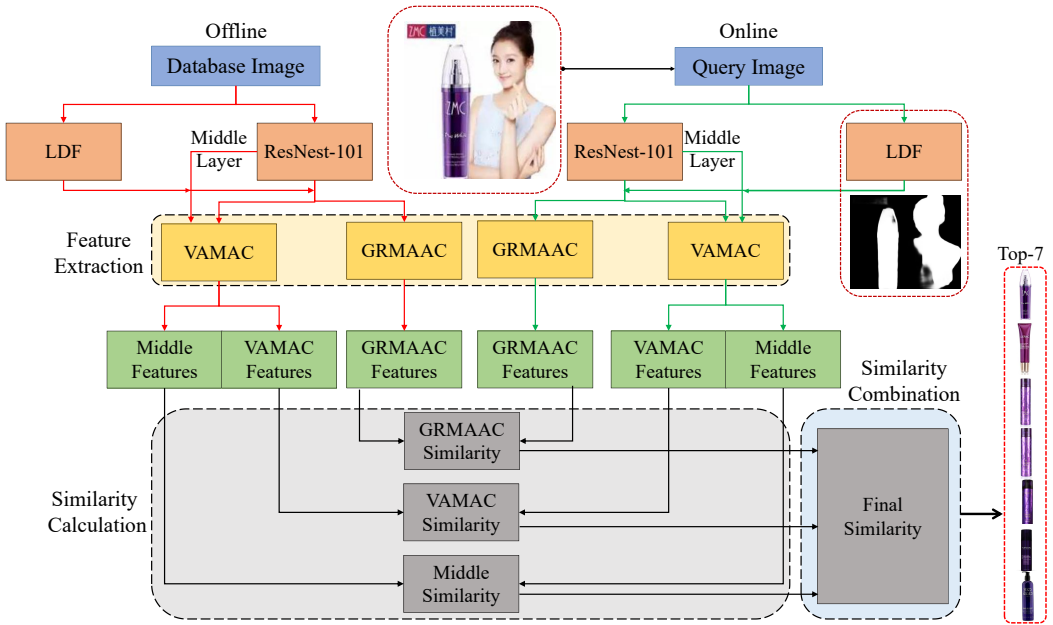 Offline
Online
ZMC 植美村
Database Image
Query Image
ZMC
LDF
Middle
Layer
ResNest-101
ResNest-101
Middle
Layer
LDF
Feature
Extraction
VAMAC
GRMAAC
GRMAAC
VAMAC
Top-7
Middle
Features
VAMAC
Features
GRMAAC
Features
GRMAAC
Features
VAMAC
Features
Middle
Features
Similarity
Combination
GRMAAC
Similarity
Similarity
Calculation
VAMAC
Similarity
Final
Similarity
Middle
Similarity